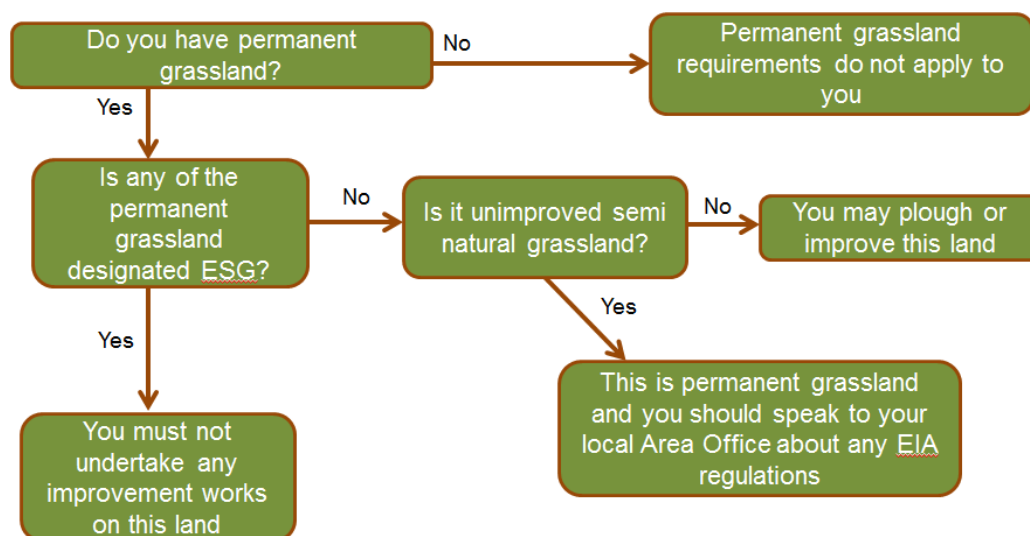 Do you have permanent
grassland?
No
Permanent grassland
requirements do not apply to
you
Yes
Is any of the
permanent
grassland
designated ESG?
No
Is it unimproved semi
natural grassland?
No
You may plough or
improve this land
Yes
Yes
This is permanent grassland
and you should speak to your
local Area Office about any EIA
regulations
You must not
undertake any
improvement works
on this land